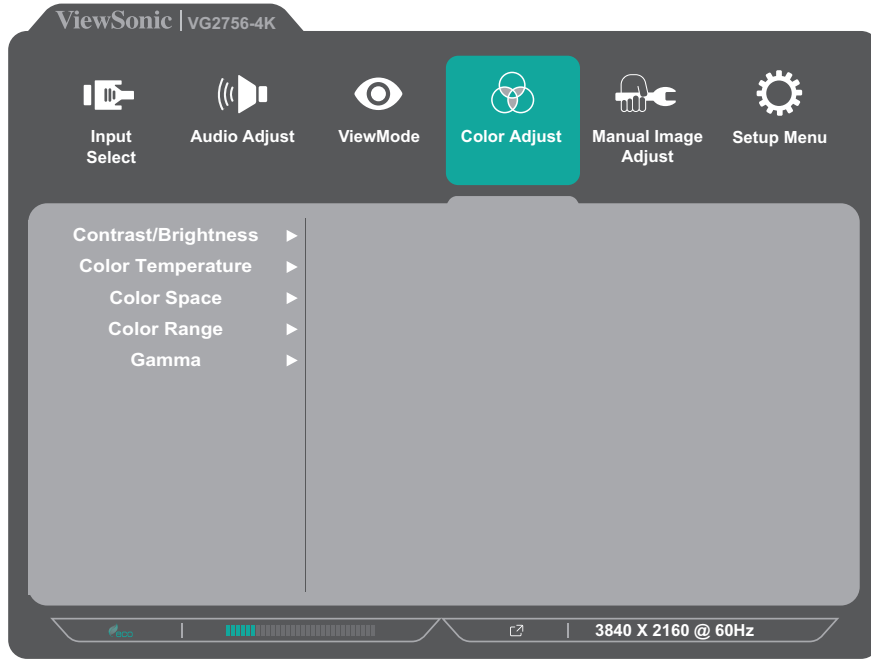 ViewSonic | VG2756-4K
Input Select
Audio Adjust
ViewMode
Color Adjust
Manual Image Adjust
Setup Menu
Contrast/Brightness
Color Temperature
Color Space
Color Range
Gamma
ECO
3840 X 2160 @ 60Hz